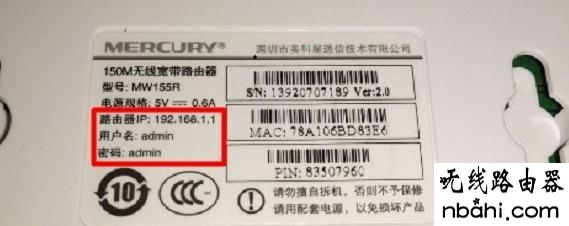 MERCURY® 深圳市美科星通信技术有限公司
150M无线宽带路由器
型号: MW155R
电源规格: 5V ⎓ 0.6A
路由器IP: 192.168.1.1
用户名: admin
密码: admin
S/N: 13920707189 Ver:2.0
MAC: 78A106BD83E6
PIN: 83507960
10
CCC
请勿擅自拆机, 否则不予保修
请用配套电源, 以免损坏产品
无线路由器
nbahi.com